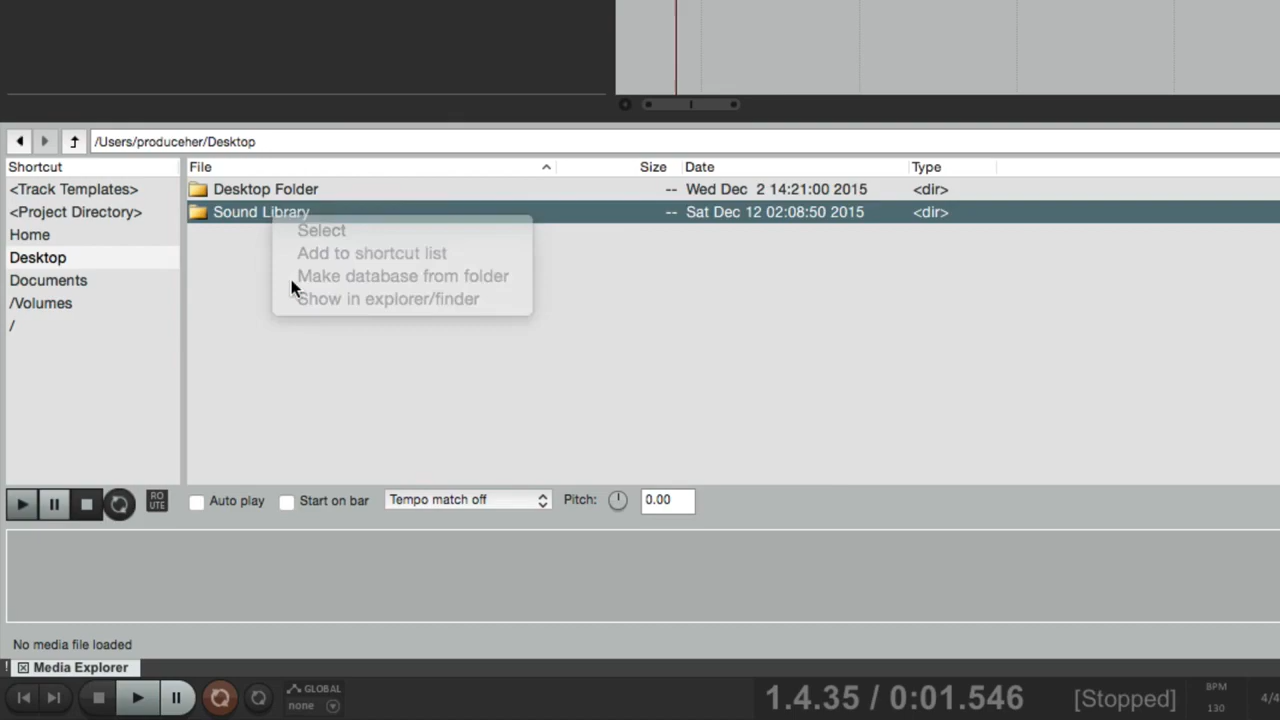 /Users/produceher/Desktop
Shortcut
File Size Date Type
<Track Templates>
Desktop Folder -- Wed Dec 2 14:21:00 2015 <dir>
<Project Directory>
Sound Library -- Sat Dec 12 02:08:50 2015 <dir>
Home
Desktop
Documents
/Volumes
/
Select
Add to shortcut list
Make database from folder
Show in explorer/finder
RO
UTE
Auto play
Start on bar
Tempo match off
Pitch:
0.00
No media file loaded
! Media Explorer
GLOBAL
none
1.4.35 / 0:01.546
[Stopped]
BPM
130
4/4